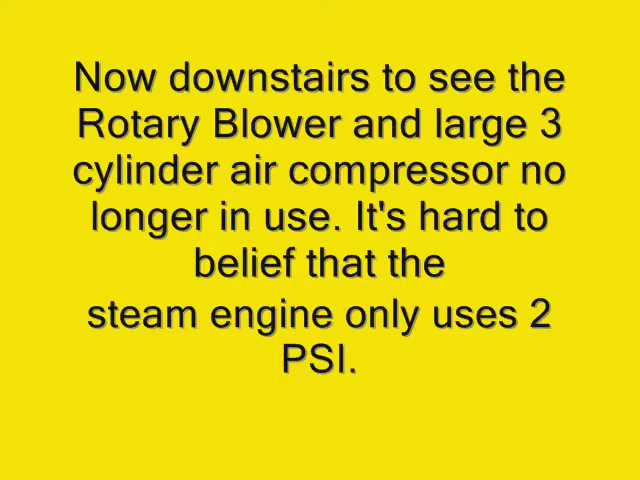 Now downstairs to see the
Rotary Blower and large 3
cylinder air compressor no
longer in use. It's hard to
belief that the
steam engine only uses 2
PSI.